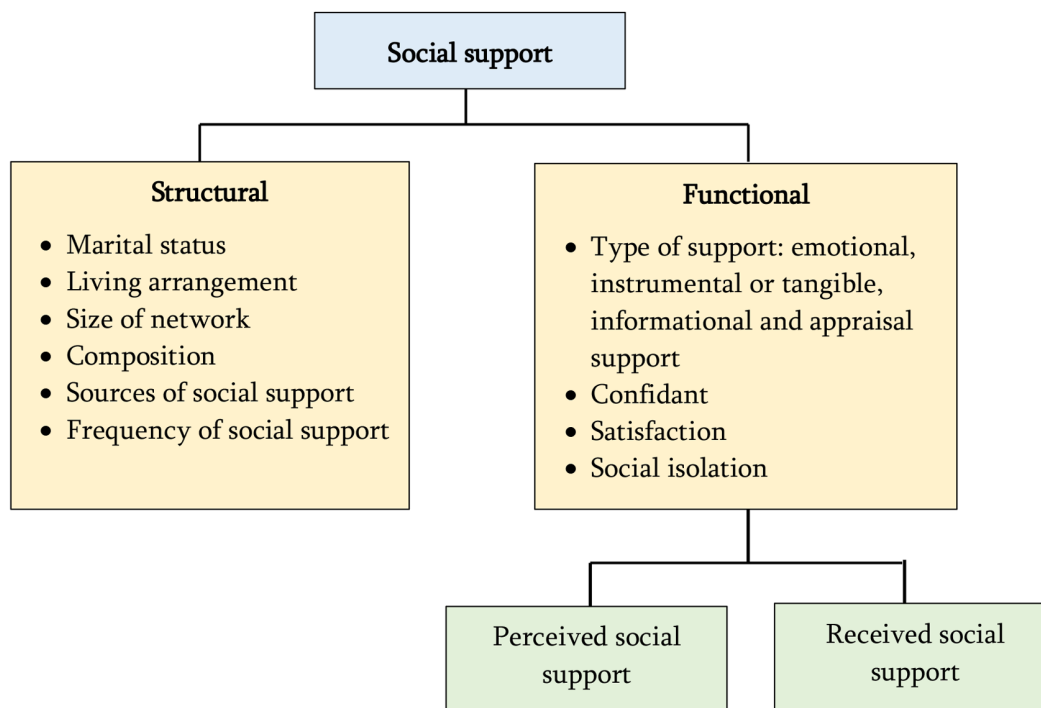 Social support
Structural
• Marital status
• Living arrangement
• Size of network
• Composition
• Sources of social support
• Frequency of social support
Functional
• Type of support: emotional,
instrumental or tangible,
informational and appraisal
support
• Confidant
• Satisfaction
• Social isolation
Perceived social
support
Received social
support